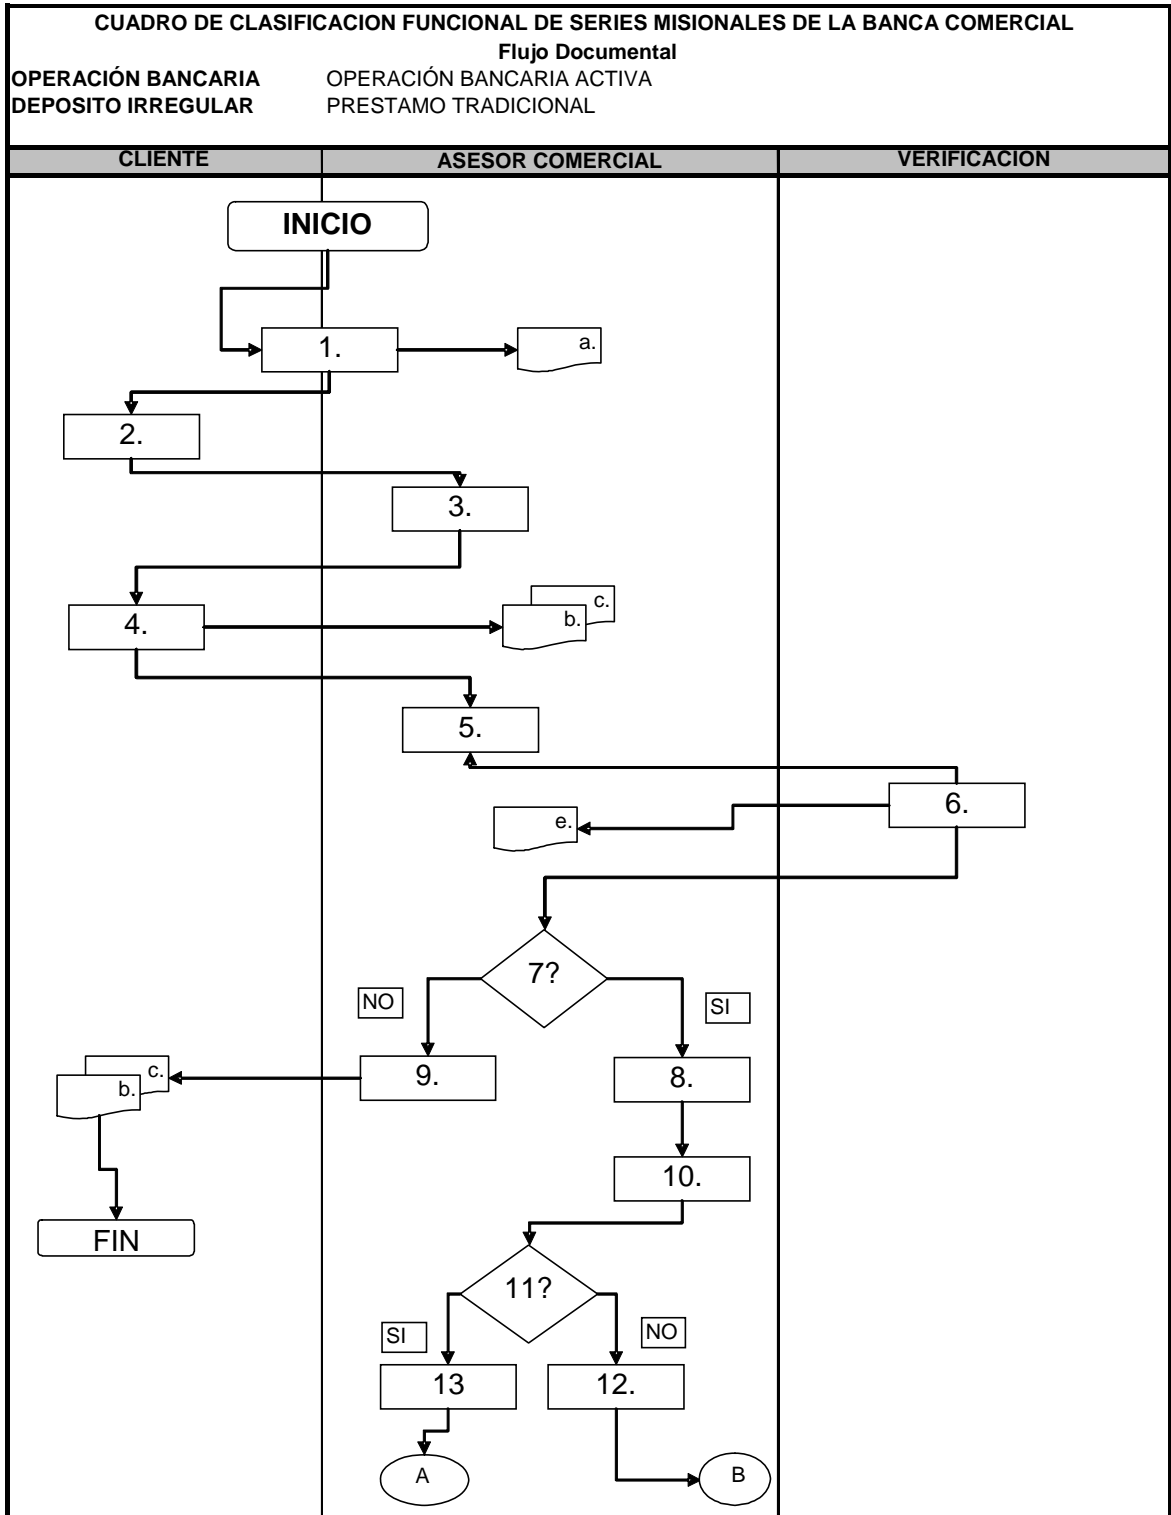 CUADRO DE CLASIFICACION FUNCIONAL DE SERIES MISIONALES DE LA BANCA COMERCIAL
Flujo Documental
OPERACIÓN BANCARIA OPERACIÓN BANCARIA ACTIVA
DEPOSITO IRREGULAR PRESTAMO TRADICIONAL
CLIENTE ASESOR COMERCIAL VERIFICACION
INICIO
1. a.
2.
3.
c.
4. b.
5.
6.
e.
7?
NO SI
c. 9. 8.
b.
10.
FIN
11?
SI NO
13 12.
A B